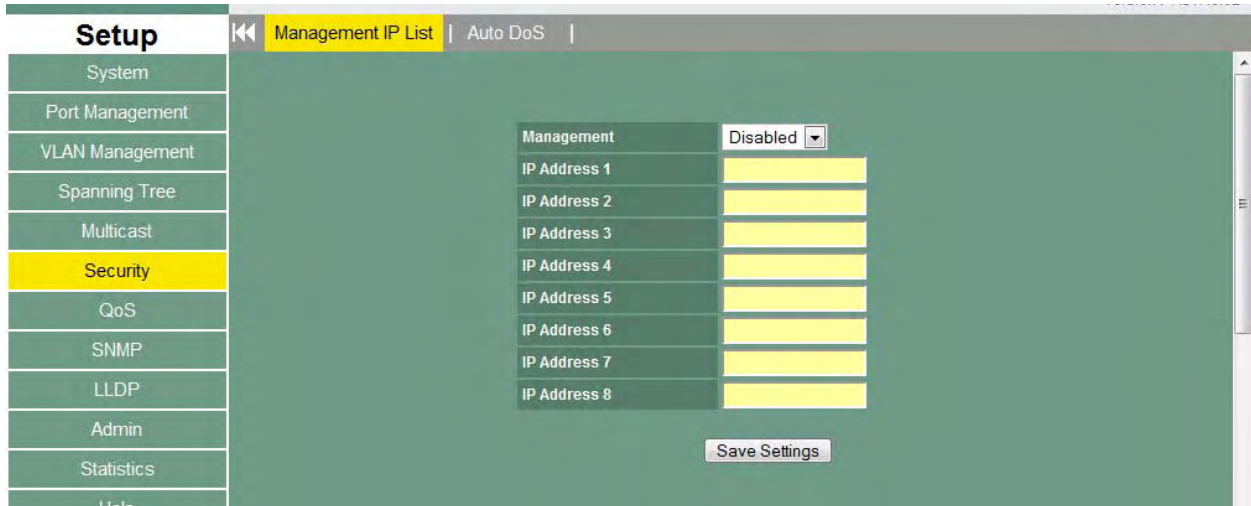 Setup
Management IP List | Auto DoS |
System
Port Management
VLAN Management
Spanning Tree
Multicast
Security
QoS
SNMP
LLDP
Admin
Statistics
Management Disabled
IP Address 1
IP Address 2
IP Address 3
IP Address 4
IP Address 5
IP Address 6
IP Address 7
IP Address 8
Save Settings